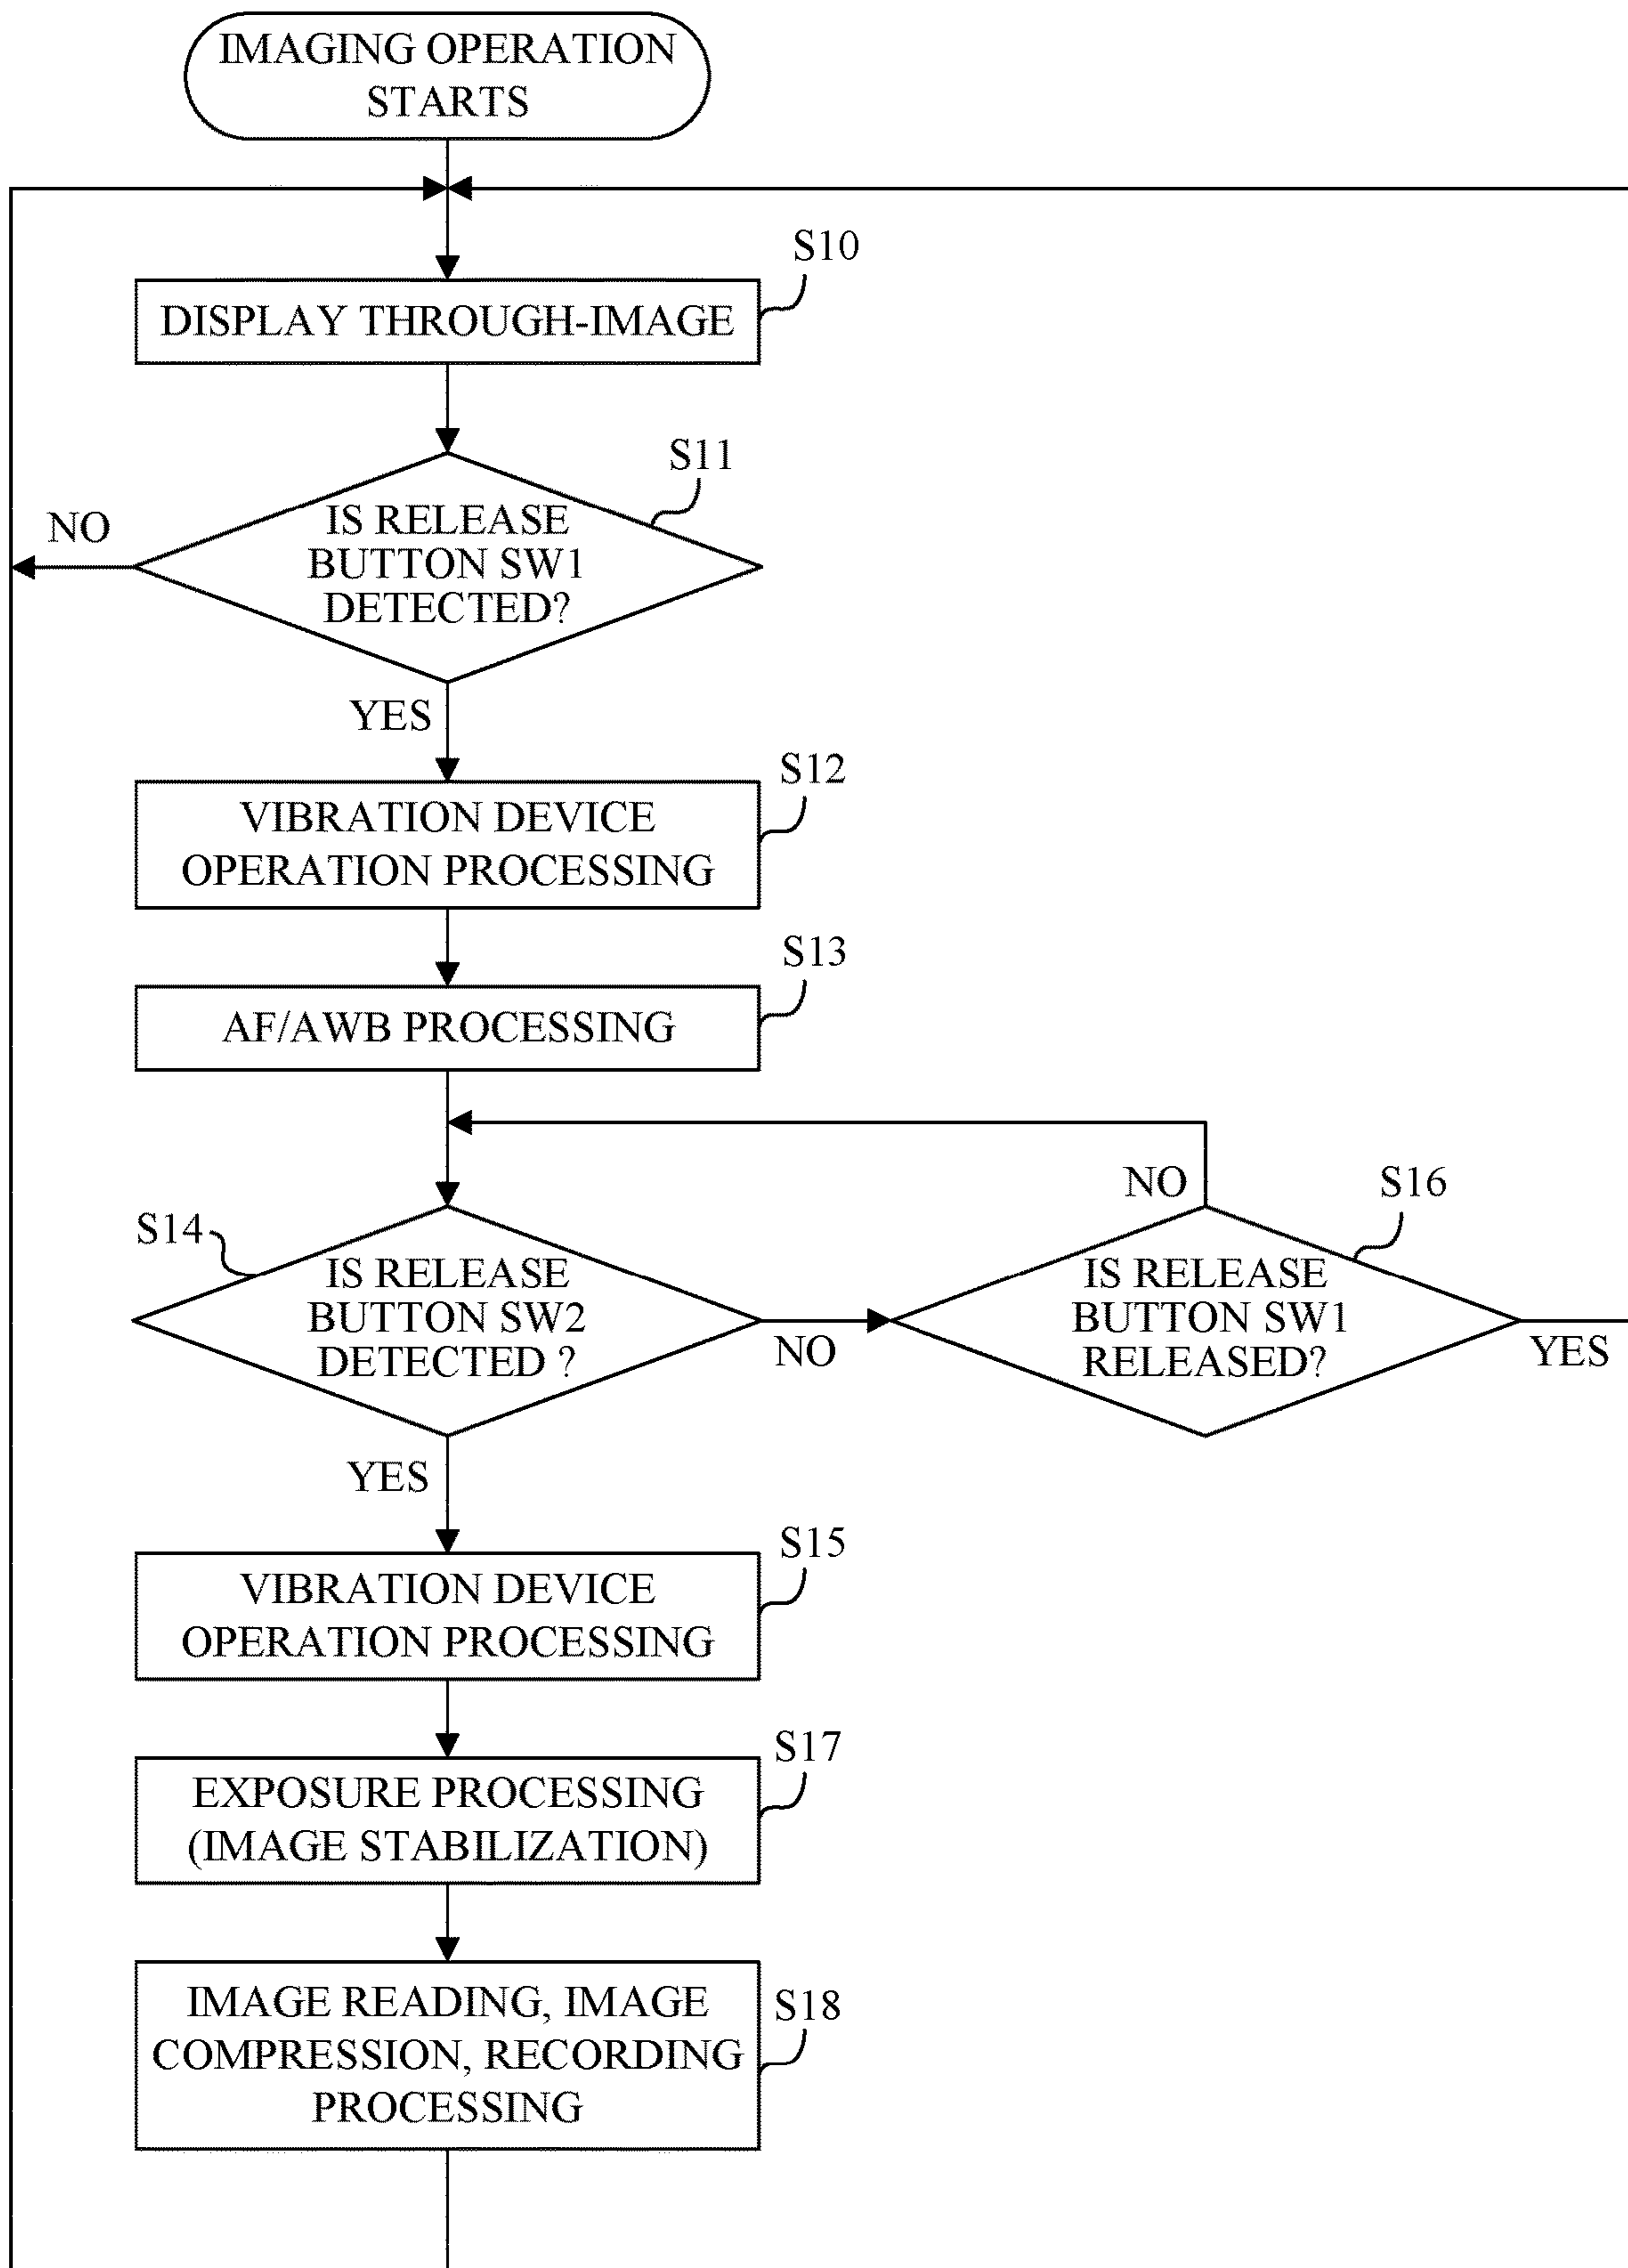 IMAGING OPERATION
STARTS
S10
DISPLAY THROUGH-IMAGE
S11
IS RELEASE
BUTTON SW1
DETECTED?
NO
YES
S12
VIBRATION DEVICE
OPERATION PROCESSING
S13
AF/AWB PROCESSING
S14
IS RELEASE
BUTTON SW2
DETECTED ?
NO
NO
S16
IS RELEASE
BUTTON SW1
RELEASED?
YES
YES
S15
VIBRATION DEVICE
OPERATION PROCESSING
S17
EXPOSURE PROCESSING
(IMAGE STABILIZATION)
S18
IMAGE READING, IMAGE
COMPRESSION, RECORDING
PROCESSING